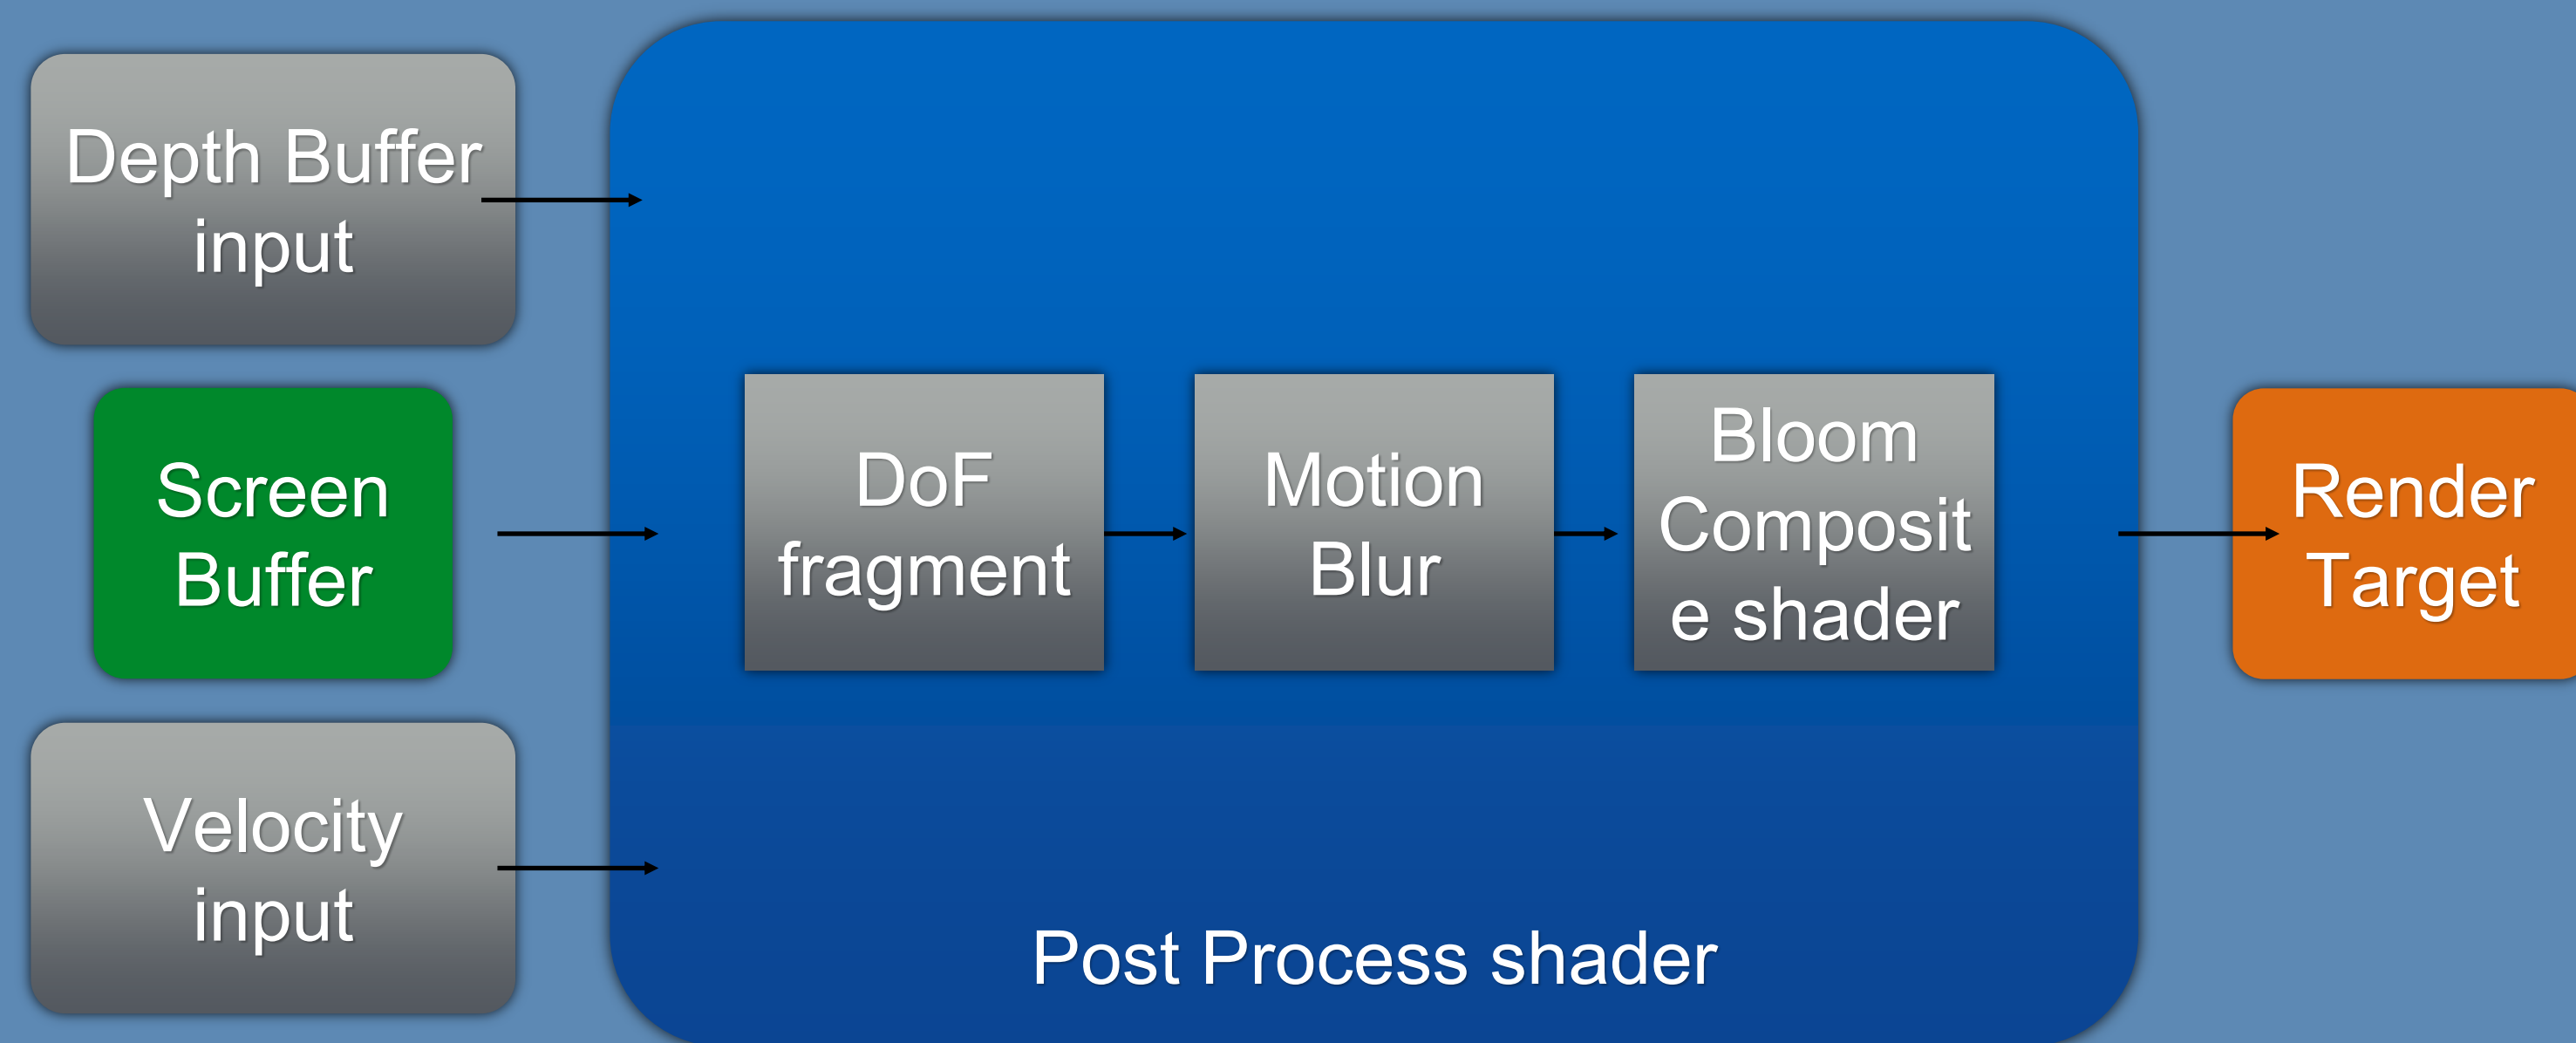 Depth Buffer
input
Screen
Buffer
Velocity
input
DoF
fragment
Motion
Blur
Bloom
Composit
e shader
Post Process shader
Render
Target